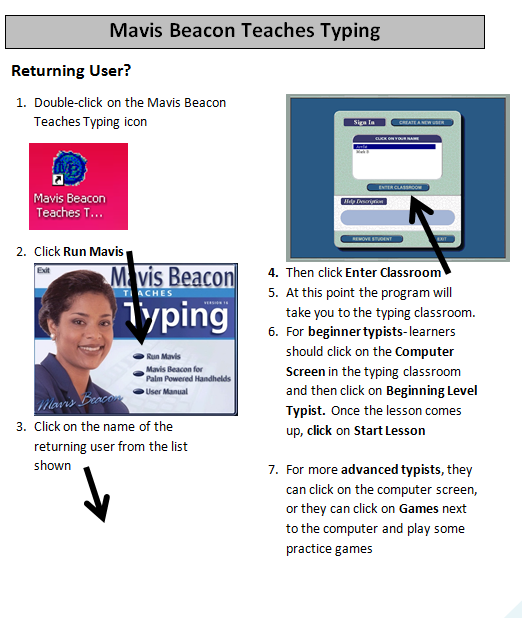 Mavis Beacon Teaches Typing
Returning User?
1. Double-click on the Mavis Beacon
Teaches Typing icon
Mavis Beacon
Teaches T...
2. Click Run Mavis
Exit
Mavis Beacon
TEACHES
VERSION 16
Typing
Run Mavis
Mavis Beacon for
Palm Powered Handhelds
User Manual
Mavis Beacon
3. Click on the name of the
returning user from the list
shown
Sign In
CREATE A NEW USER
CLICK ON YOUR NAME
ENTER CLASSROOM
Help Description
REMOVE STUDENT
EXIT
4. Then click Enter Classroom
5. At this point the program will
take you to the typing classroom.
6. For beginner typists- learners
should click on the Computer
Screen in the typing classroom
and then click on Beginning Level
Typist. Once the lesson comes
up, click on Start Lesson
7. For more advanced typists, they
can click on the computer screen,
or they can click on Games next
to the computer and play some
practice games